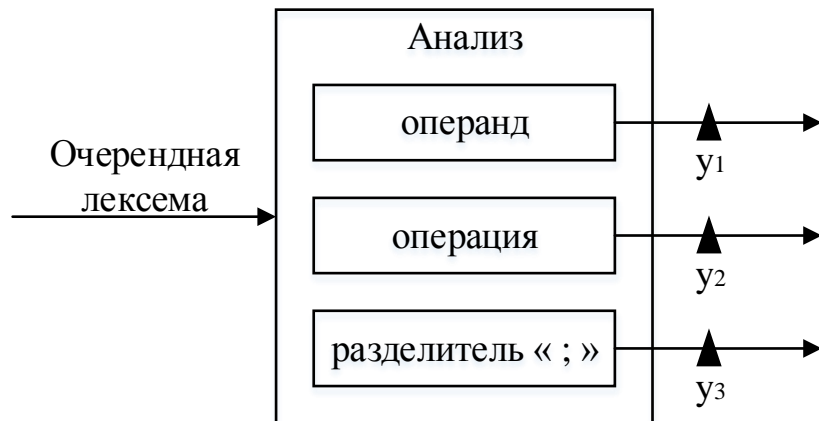 Анализ
операнд
y1
Очерендная
лексема
операция
y2
разделитель « ; »
y3